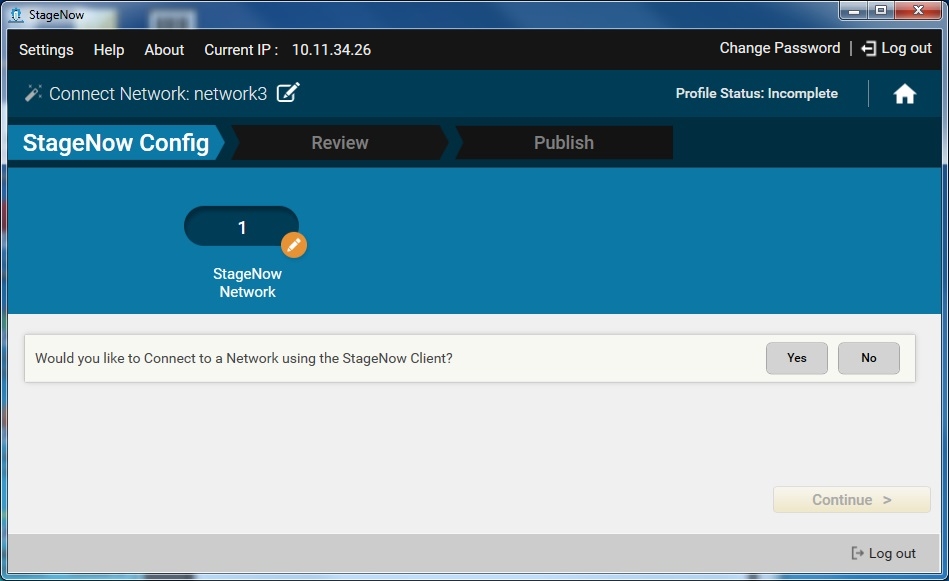 StageNow
Settings Help About Current IP : 10.11.34.26 Change Password | Log out
Connect Network: network3 Profile Status: Incomplete
StageNow Config Review Publish
1
StageNow
Network
Would you like to Connect to a Network using the StageNow Client? Yes No
Continue >
Log out